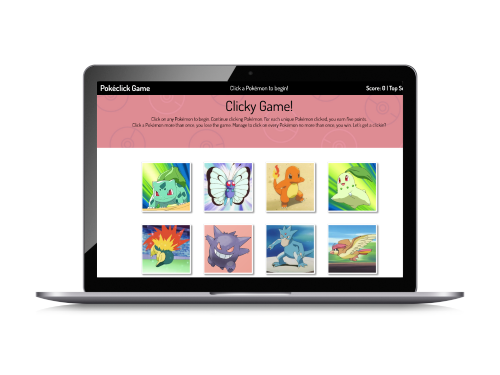 Pokéclick Game
Click a Pokémon to begin!
Score: 0 | Top Sc
Clicky Game!
Click on any Pokémon to begin. Continue clicking Pokémon. For each unique Pokémon clicked, you earn five points.
Click a Pokémon more than once, you lose the game. Manage to click on every Pokémon no more than once, you win. Let's get a clickin'!